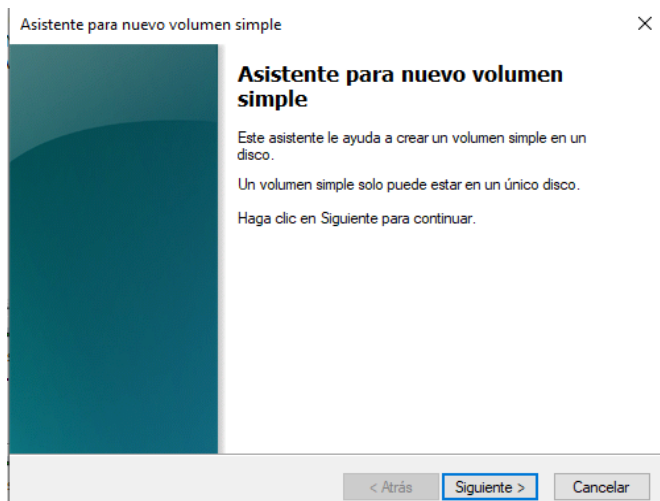 Asistente para nuevo volumen simple
Asistente para nuevo volumen
simple
Este asistente le ayuda a crear un volumen simple en un
disco.
Un volumen simple solo puede estar en un único disco.
Haga clic en Siguiente para continuar.
< Atrás
Siguiente >
Cancelar